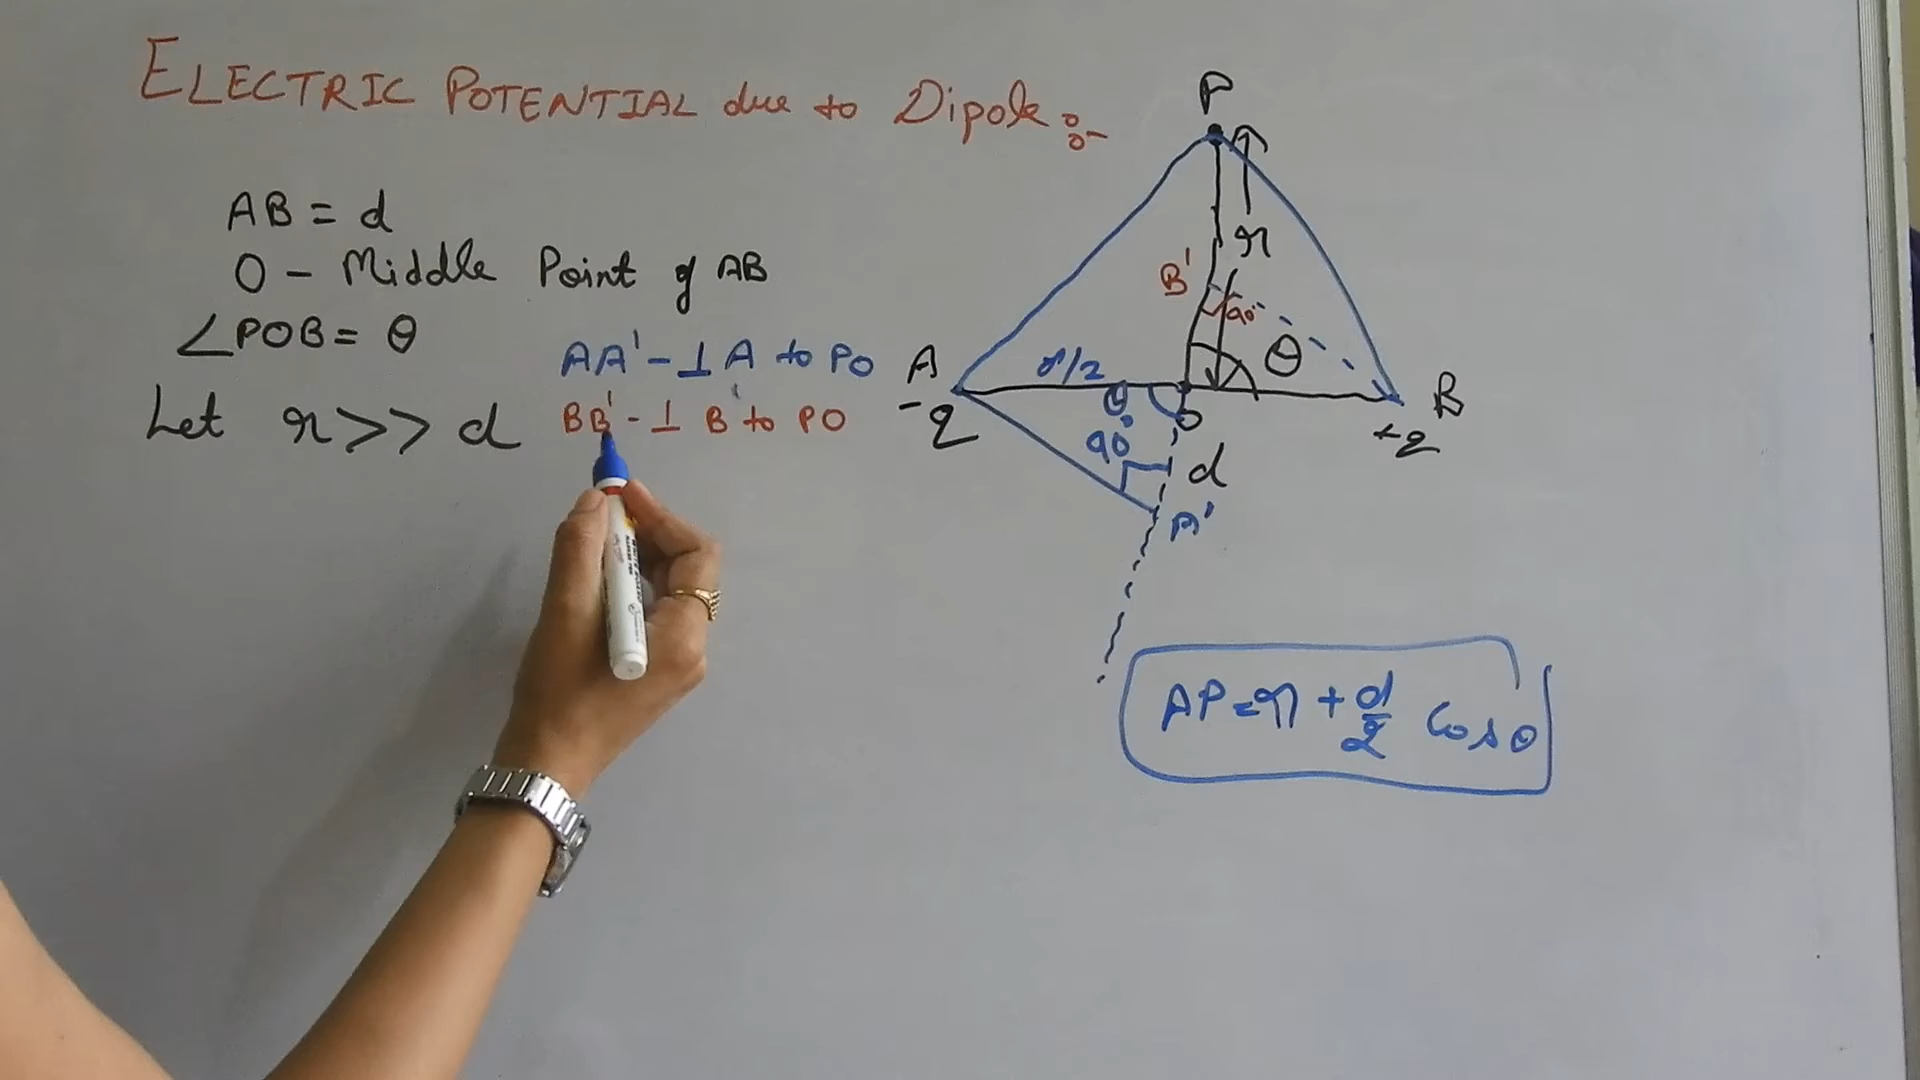 ELECTRIC POTENTIAL due to Dipole :-
AB = d
O - Middle Point of AB
∠POB = θ
Let r >> d
AA' - ⊥ A to PO
BB' - ⊥ B to PO
P
r
B'
90°
θ
A
d/2
B
-q
θ
O
+q
90°
d
A'
AP = r + d/2 Cos θ